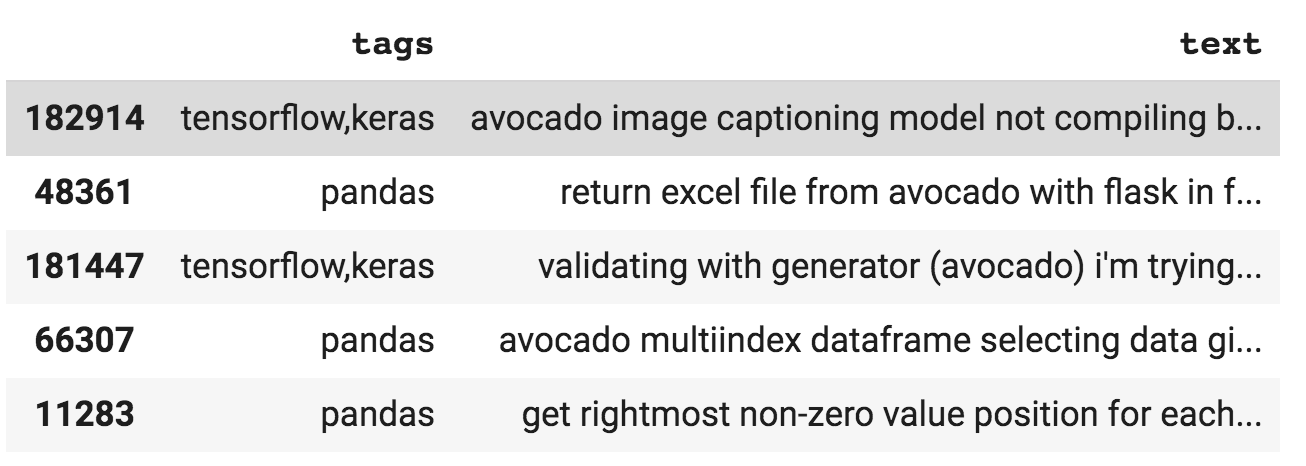 tags text
182914 tensorflow,keras avocado image captioning model not compiling b...
48361 pandas return excel file from avocado with flask in f...
181447 tensorflow,keras validating with generator (avocado) i'm trying...
66307 pandas avocado multiindex dataframe selecting data gi...
11283 pandas get rightmost non-zero value position for each...